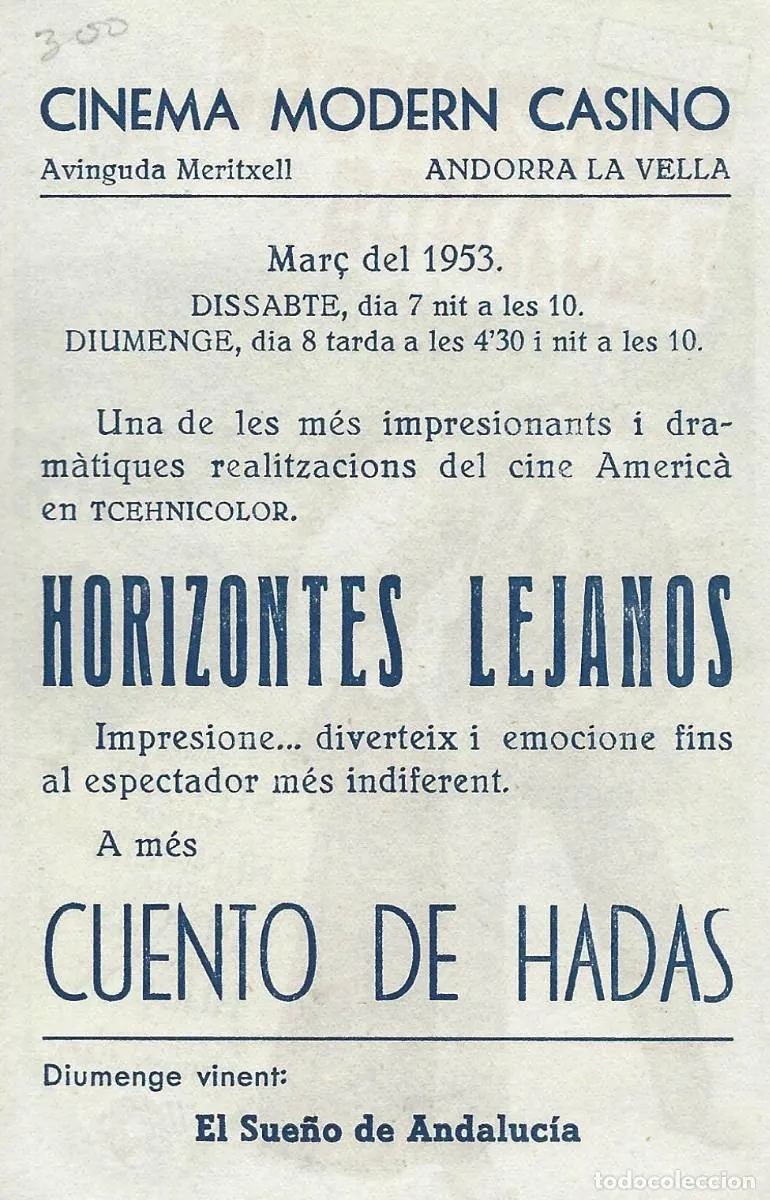 300
CINEMA MODERN CASINO
Avinguda Meritxell ANDORRA LA VELLA
Març del 1953.
DISSABTE, dia 7 nit a les 10.
DIUMENGE, dia 8 tarda a les 4'30 i nit a les 10.
Una de les més impresionants i dra-
màtiques realitzacions del cine Americà
en TCEHNICOLOR.
HORIZONTES LEJANOS
Impresione... diverteix i emocione fins
al espectador més indiferent.
A més
CUENTO DE HADAS
Diumenge vinent:
El Sueño de Andalucía
todocoleccion